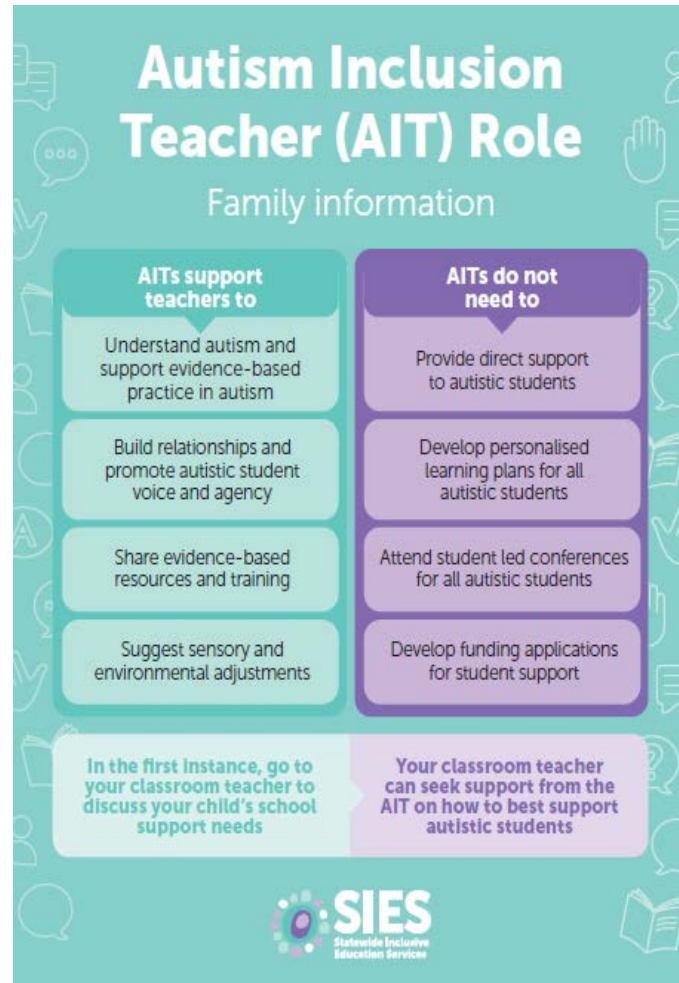 Autism Inclusion
Teacher (AIT) Role
Family information
AITs support
teachers to
Understand autism and
support evidence-based
practice in autism
Build relationships and
promote autistic student
voice and agency
Share evidence-based
resources and training
Suggest sensory and
environmental adjustments
AITs do not
need to
Provide direct support
to autistic students
Develop personalised
learning plans for all
autistic students
Attend student led conferences
for all autistic students
Develop funding applications
for student support
In the first instance, go to
your classroom teacher to
discuss your child's school
support needs
Your classroom teacher
can seek support from the
AIT on how to best support
autistic students
SIES
Statewide Inclusive
Education Services
A